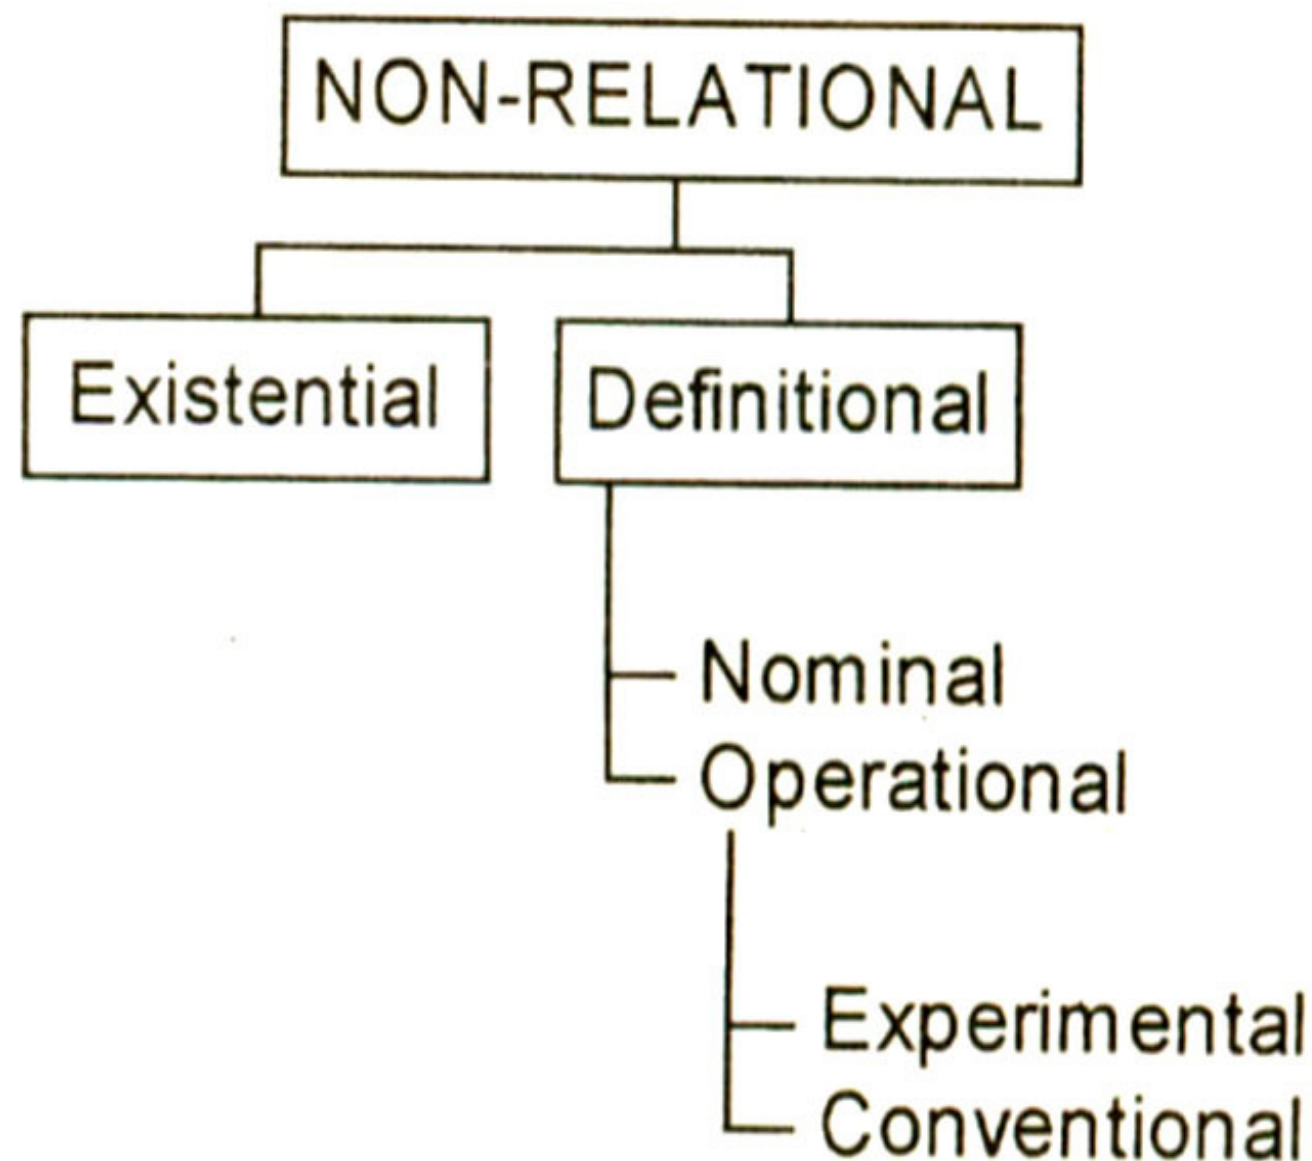 NON-RELATIONAL
Existential Definitional
Nominal
Operational
Experimental
Conventional